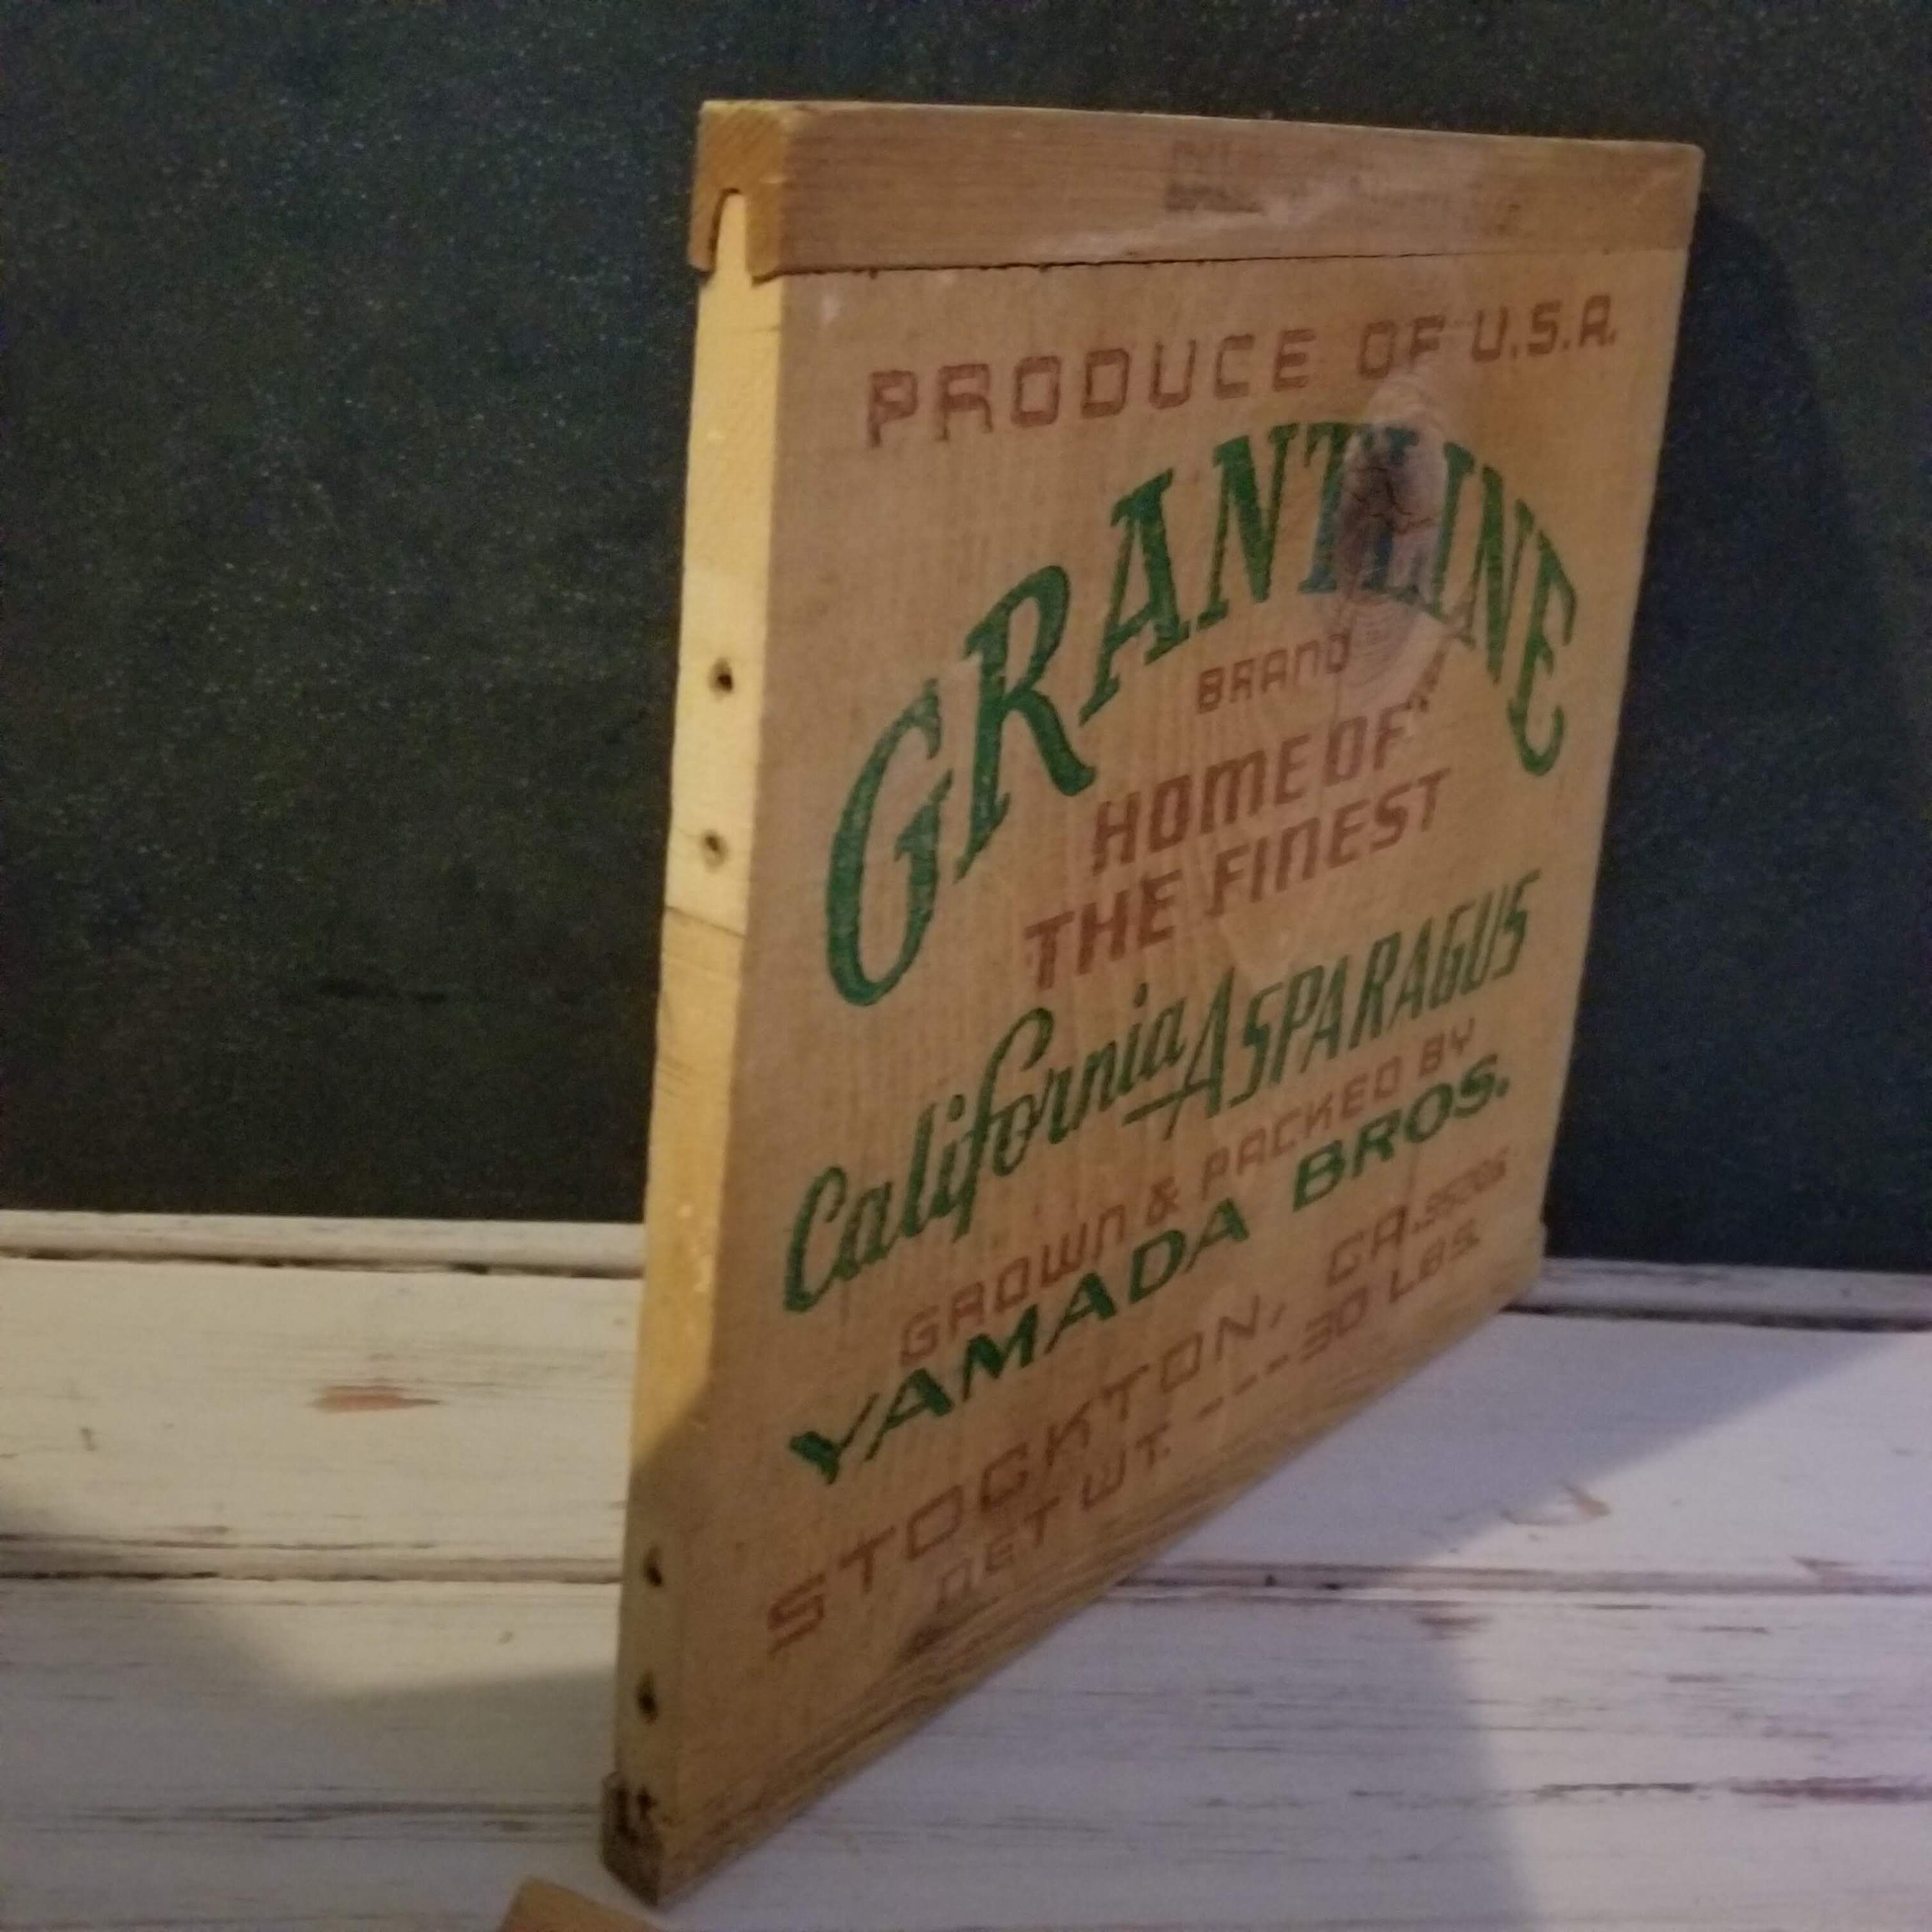 PRODUCE OF U.S.A.
GRANTLINE
BRAND
HOME OF
THE FINEST
California ASPARAGUS
GROWN & PACKED BY
YAMADA BROS.
STOCKTON, CA.
NET WT. ----30 LBS.